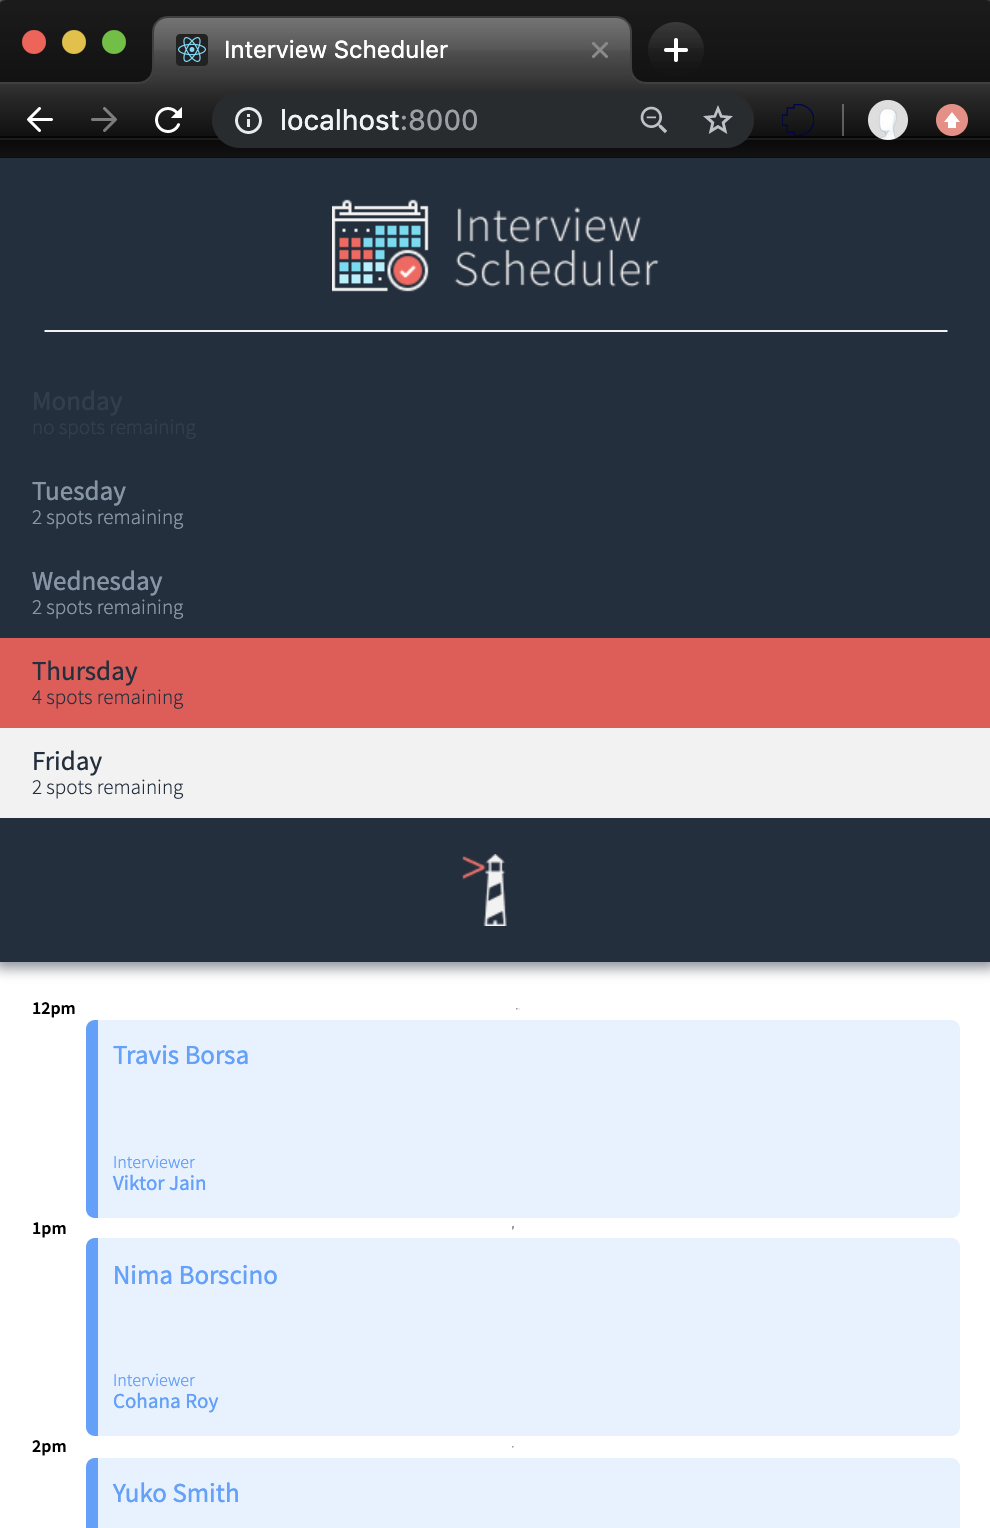 Interview Scheduler
localhost:8000
Interview
Scheduler
Monday
no spots remaining
Tuesday
2 spots remaining
Wednesday
2 spots remaining
Thursday
4 spots remaining
Friday
2 spots remaining
12pm
Travis Borsa
Interviewer
Viktor Jain
1pm
Nima Borscino
Interviewer
Cohana Roy
2pm
Yuko Smith